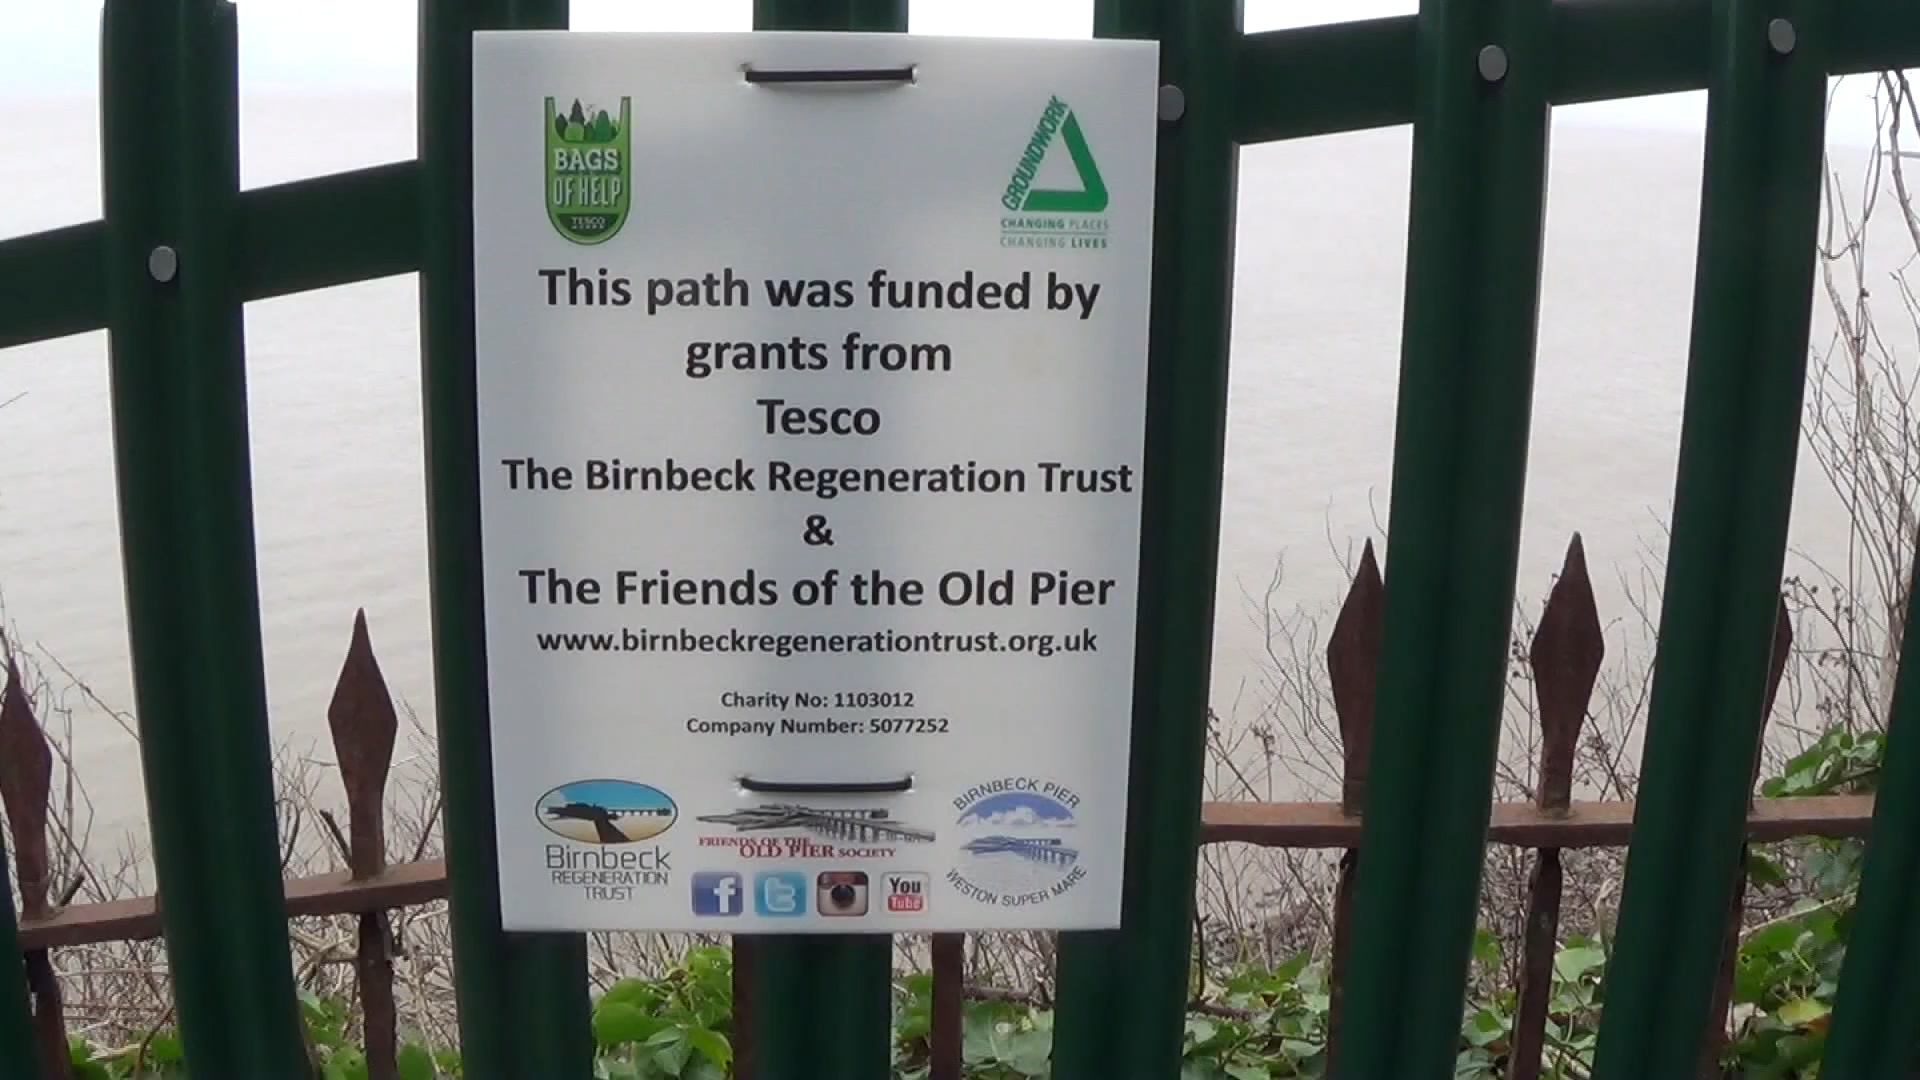 BAGS
OF HELP
TESCO
GROUNDWORK
CHANGING PLACES
CHANGING LIVES
This path was funded by
grants from
Tesco
The Birnbeck Regeneration Trust
&
The Friends of the Old Pier
www.birnbeckregenerationtrust.org.uk
Charity No: 1103012
Company Number: 5077252
Birnbeck
REGENERATION
TRUST
FRIENDS OF THE
OLD PIER SOCIETY
f
t
You
Tube
BIRNBECK PIER
WESTON SUPER MARE